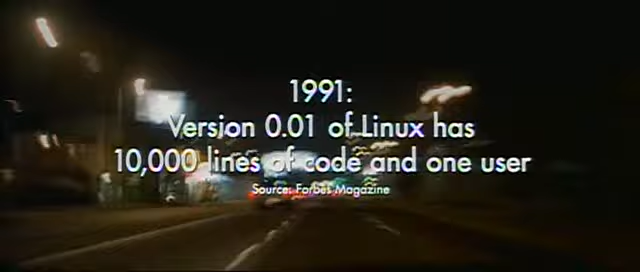 1991:
Version 0.01 of Linux has
10,000 lines of code and one user
Source: Forbes Magazine